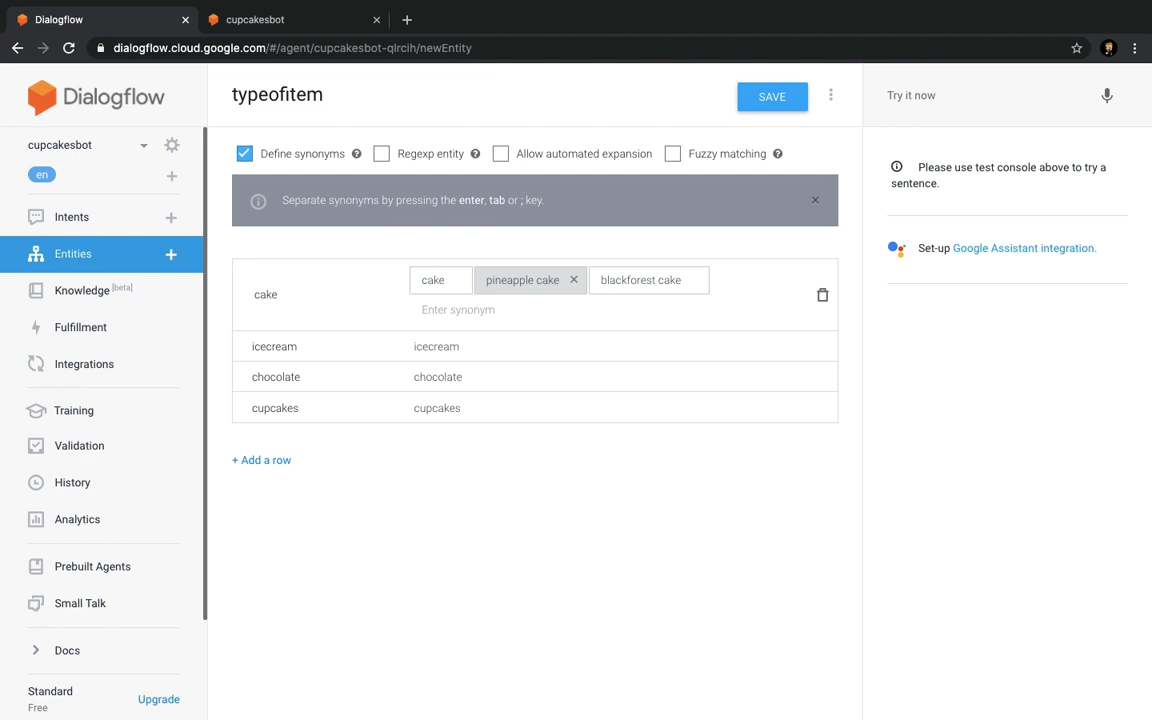 Dialogflow
cupcakesbot
dialogflow.cloud.google.com/#/agent/cupcakesbot-qlrcih/newEntity
Dialogflow
cupcakesbot
en
Intents
Entities
Knowledge [beta]
Fulfillment
Integrations
Training
Validation
History
Analytics
Prebuilt Agents
Small Talk
Docs
Standard
Free
Upgrade
typeofitem
SAVE
Define synonyms
Regexp entity
Allow automated expansion
Fuzzy matching
Separate synonyms by pressing the enter, tab or ; key.
cake
cake
pineapple cake
blackforest cake
Enter synonym
icecream
icecream
chocolate
chocolate
cupcakes
cupcakes
+ Add a row
Try it now
Please use test console above to try a
sentence.
Set-up Google Assistant integration.